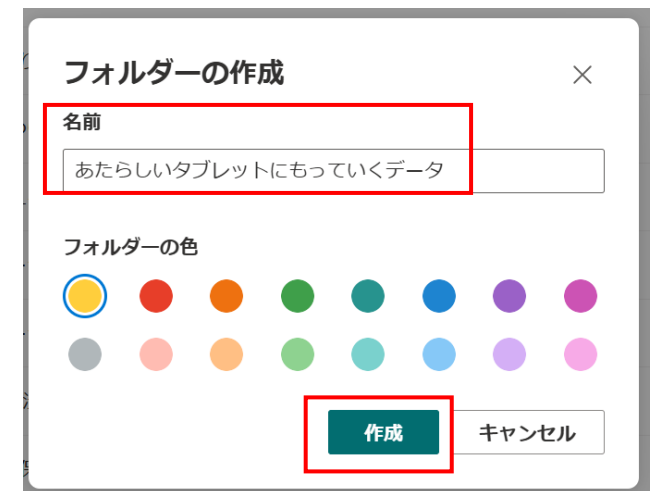 フォルダーの作成
名前
あたらしいタブレットにもっていくデータ
フォルダーの色
作成
キャンセル